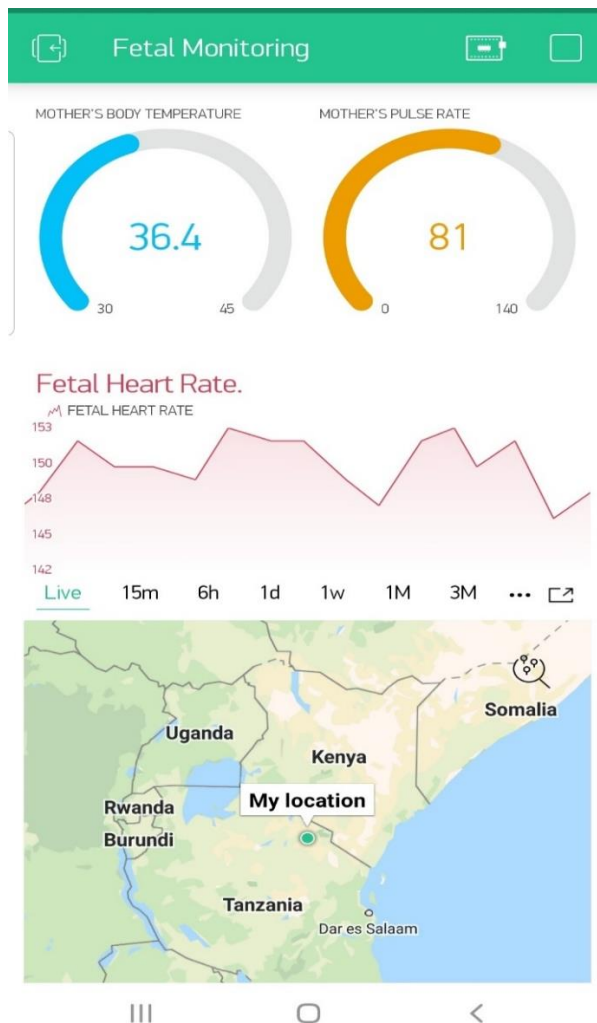 Fetal Monitoring
MOTHER'S BODY TEMPERATURE MOTHER'S PULSE RATE
36.4 81
30 45 0 140
Fetal Heart Rate.
FETAL HEART RATE
153
150
148
145
142
Live 15m 6h 1d 1w 1M 3M ...
Somalia
Uganda
Kenya
My location
Rwanda
Burundi
Tanzania
Dar es Salaam